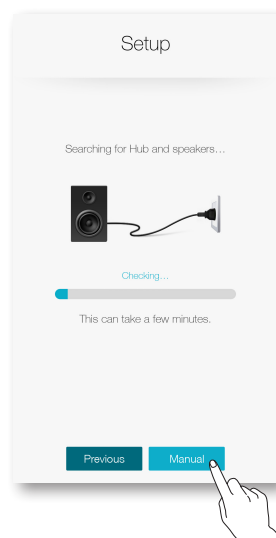 Setup
Searching for Hub and speakers…
Checking…
This can take a few minutes.
Previous Manual